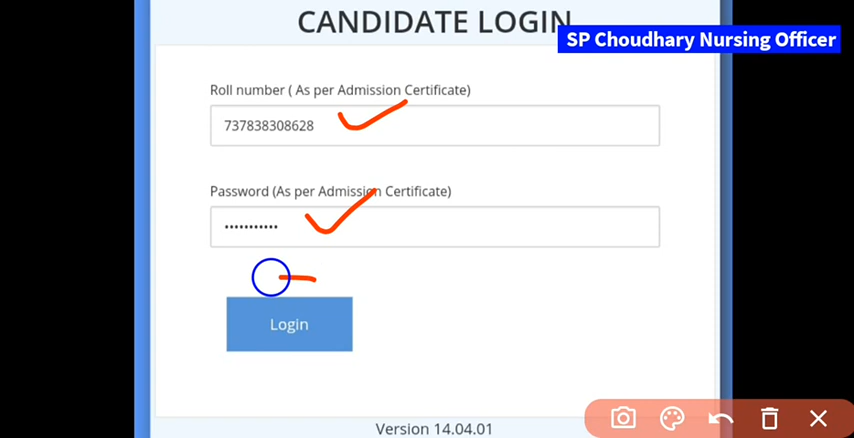 CANDIDATE LOGIN
SP Choudhary Nursing Officer
Roll number ( As per Admission Certificate)
737838308628
Password (As per Admission Certificate)
•••••••••••
Login
Version 14.04.01